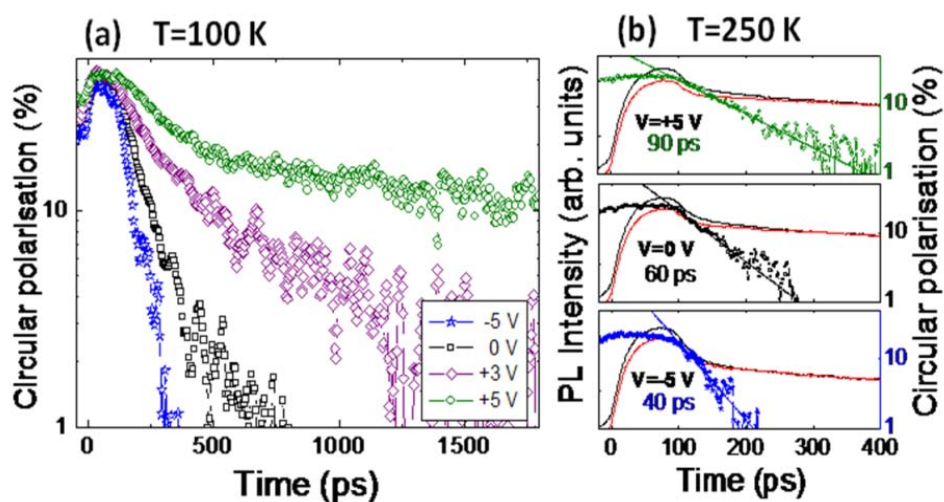 (a) T=100 K
Circular polarisation (%)
10
1
0 500 1000 1500
Time (ps)
-5 V
0 V
+3 V
+5 V
(b) T=250 K
PL Intensity (arb. units)
V=+5 V
90 ps
10
1
V=0 V
60 ps
10
1
V=-5 V
40 ps
10
1
0 100 200 300 400
Time (ps)
Circular polarisation (%)